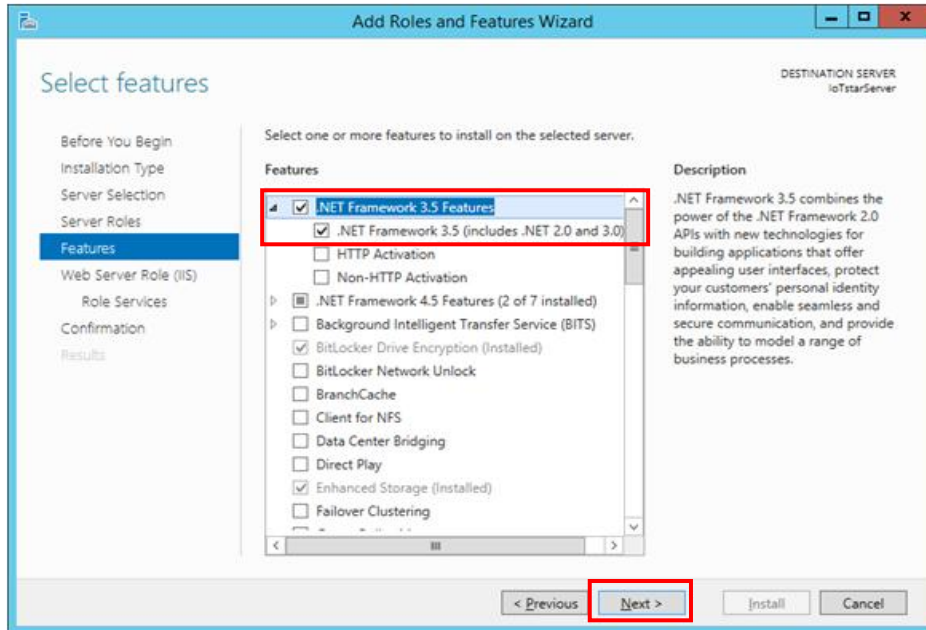 Add Roles and Features Wizard
Select features
DESTINATION SERVER
IoTstarServer
Before You Begin
Installation Type
Server Selection
Server Roles
Features
Web Server Role (IIS)
Role Services
Confirmation
Results
Select one or more features to install on the selected server.
Features
.NET Framework 3.5 Features
.NET Framework 3.5 (includes .NET 2.0 and 3.0)
HTTP Activation
Non-HTTP Activation
.NET Framework 4.5 Features (2 of 7 installed)
Background Intelligent Transfer Service (BITS)
BitLocker Drive Encryption (Installed)
BitLocker Network Unlock
BranchCache
Client for NFS
Data Center Bridging
Direct Play
Enhanced Storage (Installed)
Failover Clustering
Description
.NET Framework 3.5 combines the
power of the .NET Framework 2.0
APIs with new technologies for
building applications that offer
appealing user interfaces, protect
your customers' personal identity
information, enable seamless and
secure communication, and provide
the ability to model a range of
business processes.
< Previous
Next >
Install
Cancel